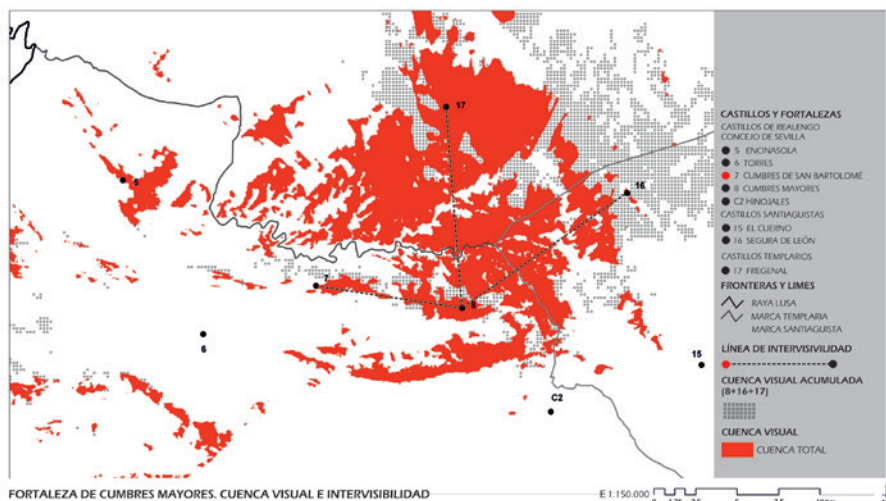 17
5
16
7
8
6
15
C2
CASTILLOS Y FORTALEZAS
CASTILLOS DE REALENGO
CONCEJO DE SEVILLA
5 ENCINASOLA
6 TORRES
7 CUMBRES DE SAN BARTOLOMÉ
8 CUMBRES MAYORES
C2 HINOJALES
CASTILLOS SANTIAGUISTAS
15 EL CUERNO
16 SEGURA DE LEÓN
CASTILLOS TEMPLARIOS
17 FREGENAL
FRONTERAS Y LIMES
RAYA LUSA
MARCA TEMPLARIA
MARCA SANTIAGUISTA
LÍNEA DE INTERVISIVILIDAD
CUENCA VISUAL ACUMULADA
(8+16+17)
CUENCA VISUAL
CUENCA TOTAL
FORTALEZA DE CUMBRES MAYORES. CUENCA VISUAL E INTERVISIBILIDAD
E 1:150.000